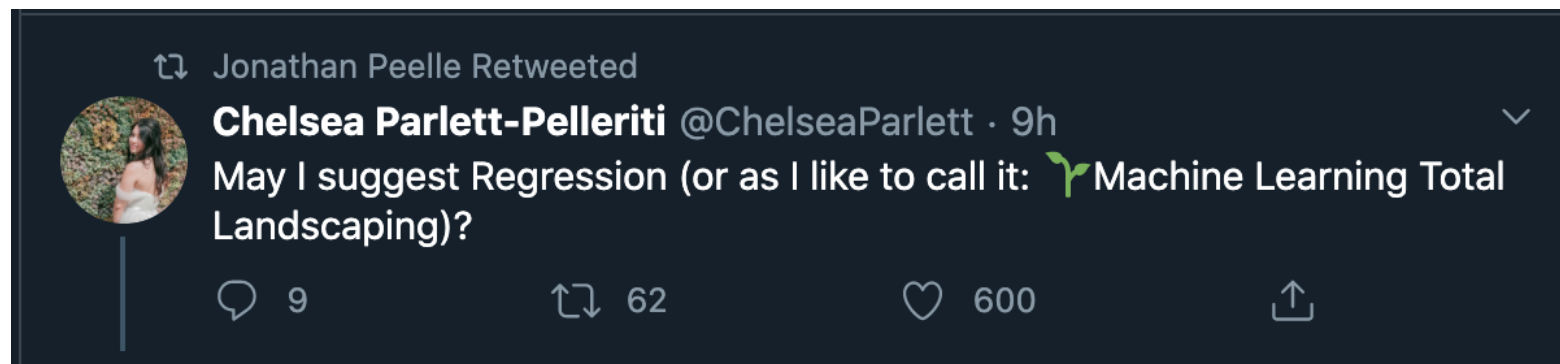 Jonathan Peelle Retweeted
Chelsea Parlett-Pelleriti @ChelseaParlett · 9h
May I suggest Regression (or as I like to call it: 🌱Machine Learning Total
Landscaping)?
9 62 600